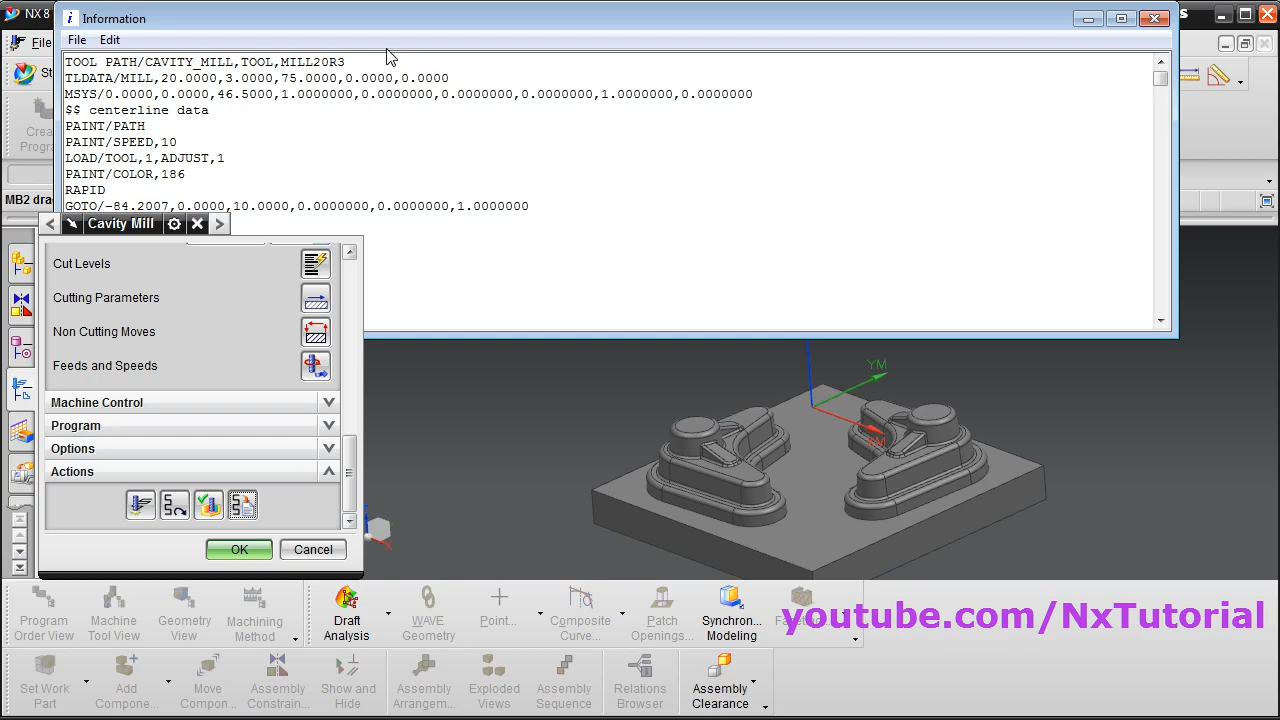 NX 8
Information
s
File
File Edit
TOOL PATH/CAVITY_MILL,TOOL,MILL20R3
TLDATA/MILL,20.0000,3.0000,75.0000,0.0000,0.0000
MSYS/0.0000,0.0000,46.5000,1.0000000,0.0000000,0.0000000,0.0000000,1.0000000,0.0000000
$$ centerline data
PAINT/PATH
PAINT/SPEED,10
LOAD/TOOL,1,ADJUST,1
PAINT/COLOR,186
RAPID
GOTO/-84.2007,0.0000,10.0000,0.0000000,0.0000000,1.0000000
St
Crea
Progr
MB2 drag
Cavity Mill
Cut Levels
Cutting Parameters
Non Cutting Moves
Feeds and Speeds
Machine Control
Program
Options
Actions
OK Cancel
YM
XM
X
Program Order View
Machine Tool View
Geometry View
Machining Method
Draft Analysis
WAVE Geometry
Point...
Composite Curve...
Patch Openings...
Synchron... Modeling
youtube.com/NxTutorial
Set Work Part
Add Compone...
Move Compon...
Assembly Constrain...
Show and Hide
Assembly Arrangem...
Exploded Views
Assembly Sequence
Relations Browser
Assembly Clearance